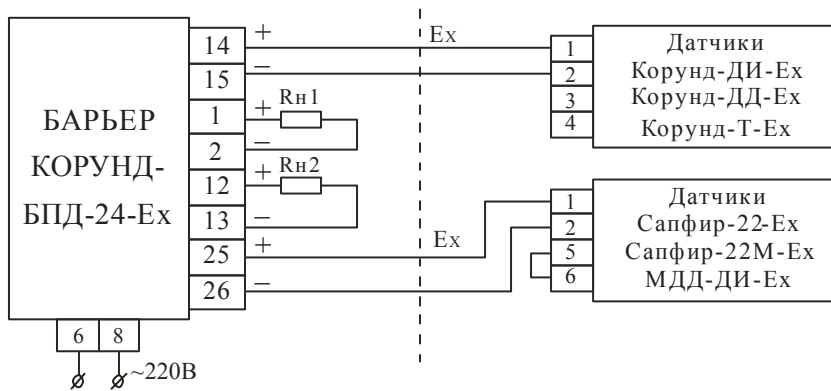 БАРЬЕР
КОРУНД-
БПД-24-Ex
14
+
15
−
1
+
Rн1
2
−
12
+
Rн2
13
−
25
+
26
−
6
8
~220В
Ex
Ex
1
2
3
4
Датчики
Корунд-ДИ-Ex
Корунд-ДД-Ex
Корунд-Т-Ex
1
2
5
6
Датчики
Сапфир-22-Ex
Сапфир-22М-Ex
МДД-ДИ-Ex